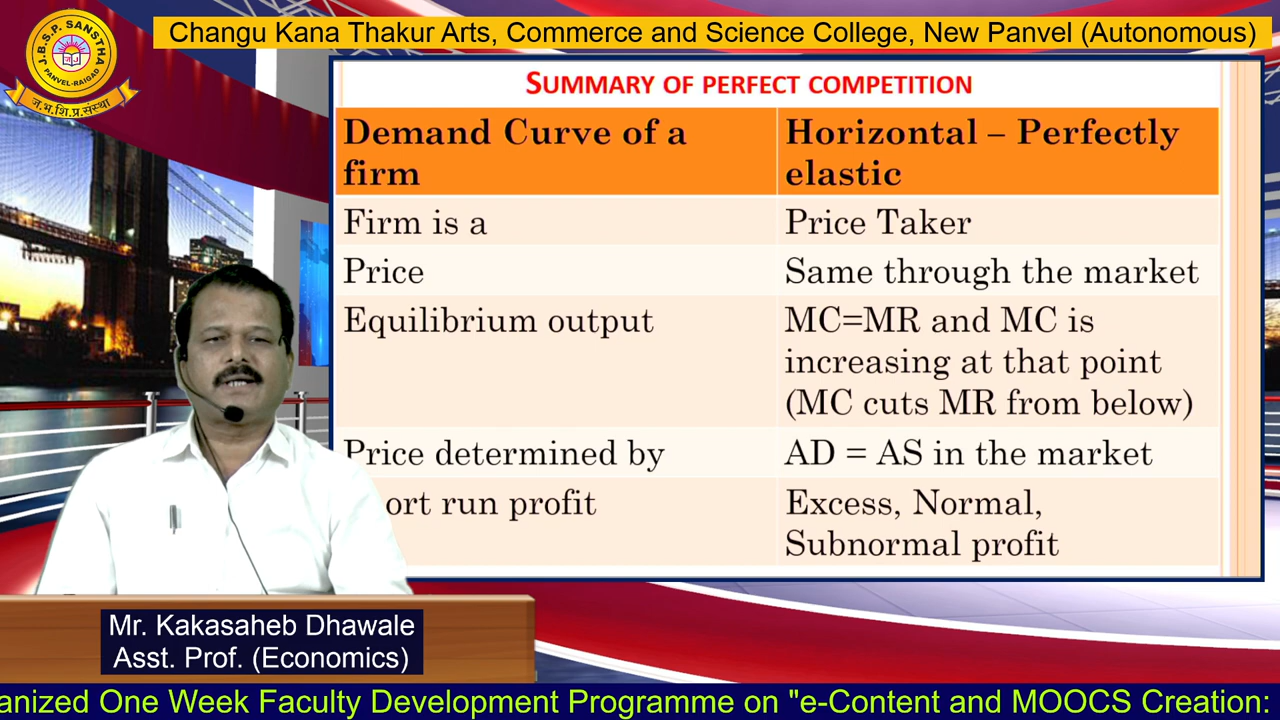 Changu Kana Thakur Arts, Commerce and Science College, New Panvel (Autonomous)
J.B.S.P. SANSTHA
PANVEL-RAIGAD
ज.भ.शि.प्र.संस्था
SUMMARY OF PERFECT COMPETITION
Demand Curve of a
firm
Horizontal – Perfectly
elastic
Firm is a
Price Taker
Price
Same through the market
Equilibrium output
MC=MR and MC is
increasing at that point
(MC cuts MR from below)
Price determined by
AD = AS in the market
ort run profit
Excess, Normal,
Subnormal profit
Mr. Kakasaheb Dhawale
Asst. Prof. (Economics)
anized One Week Faculty Development Programme on "e-Content and MOOCS Creation: